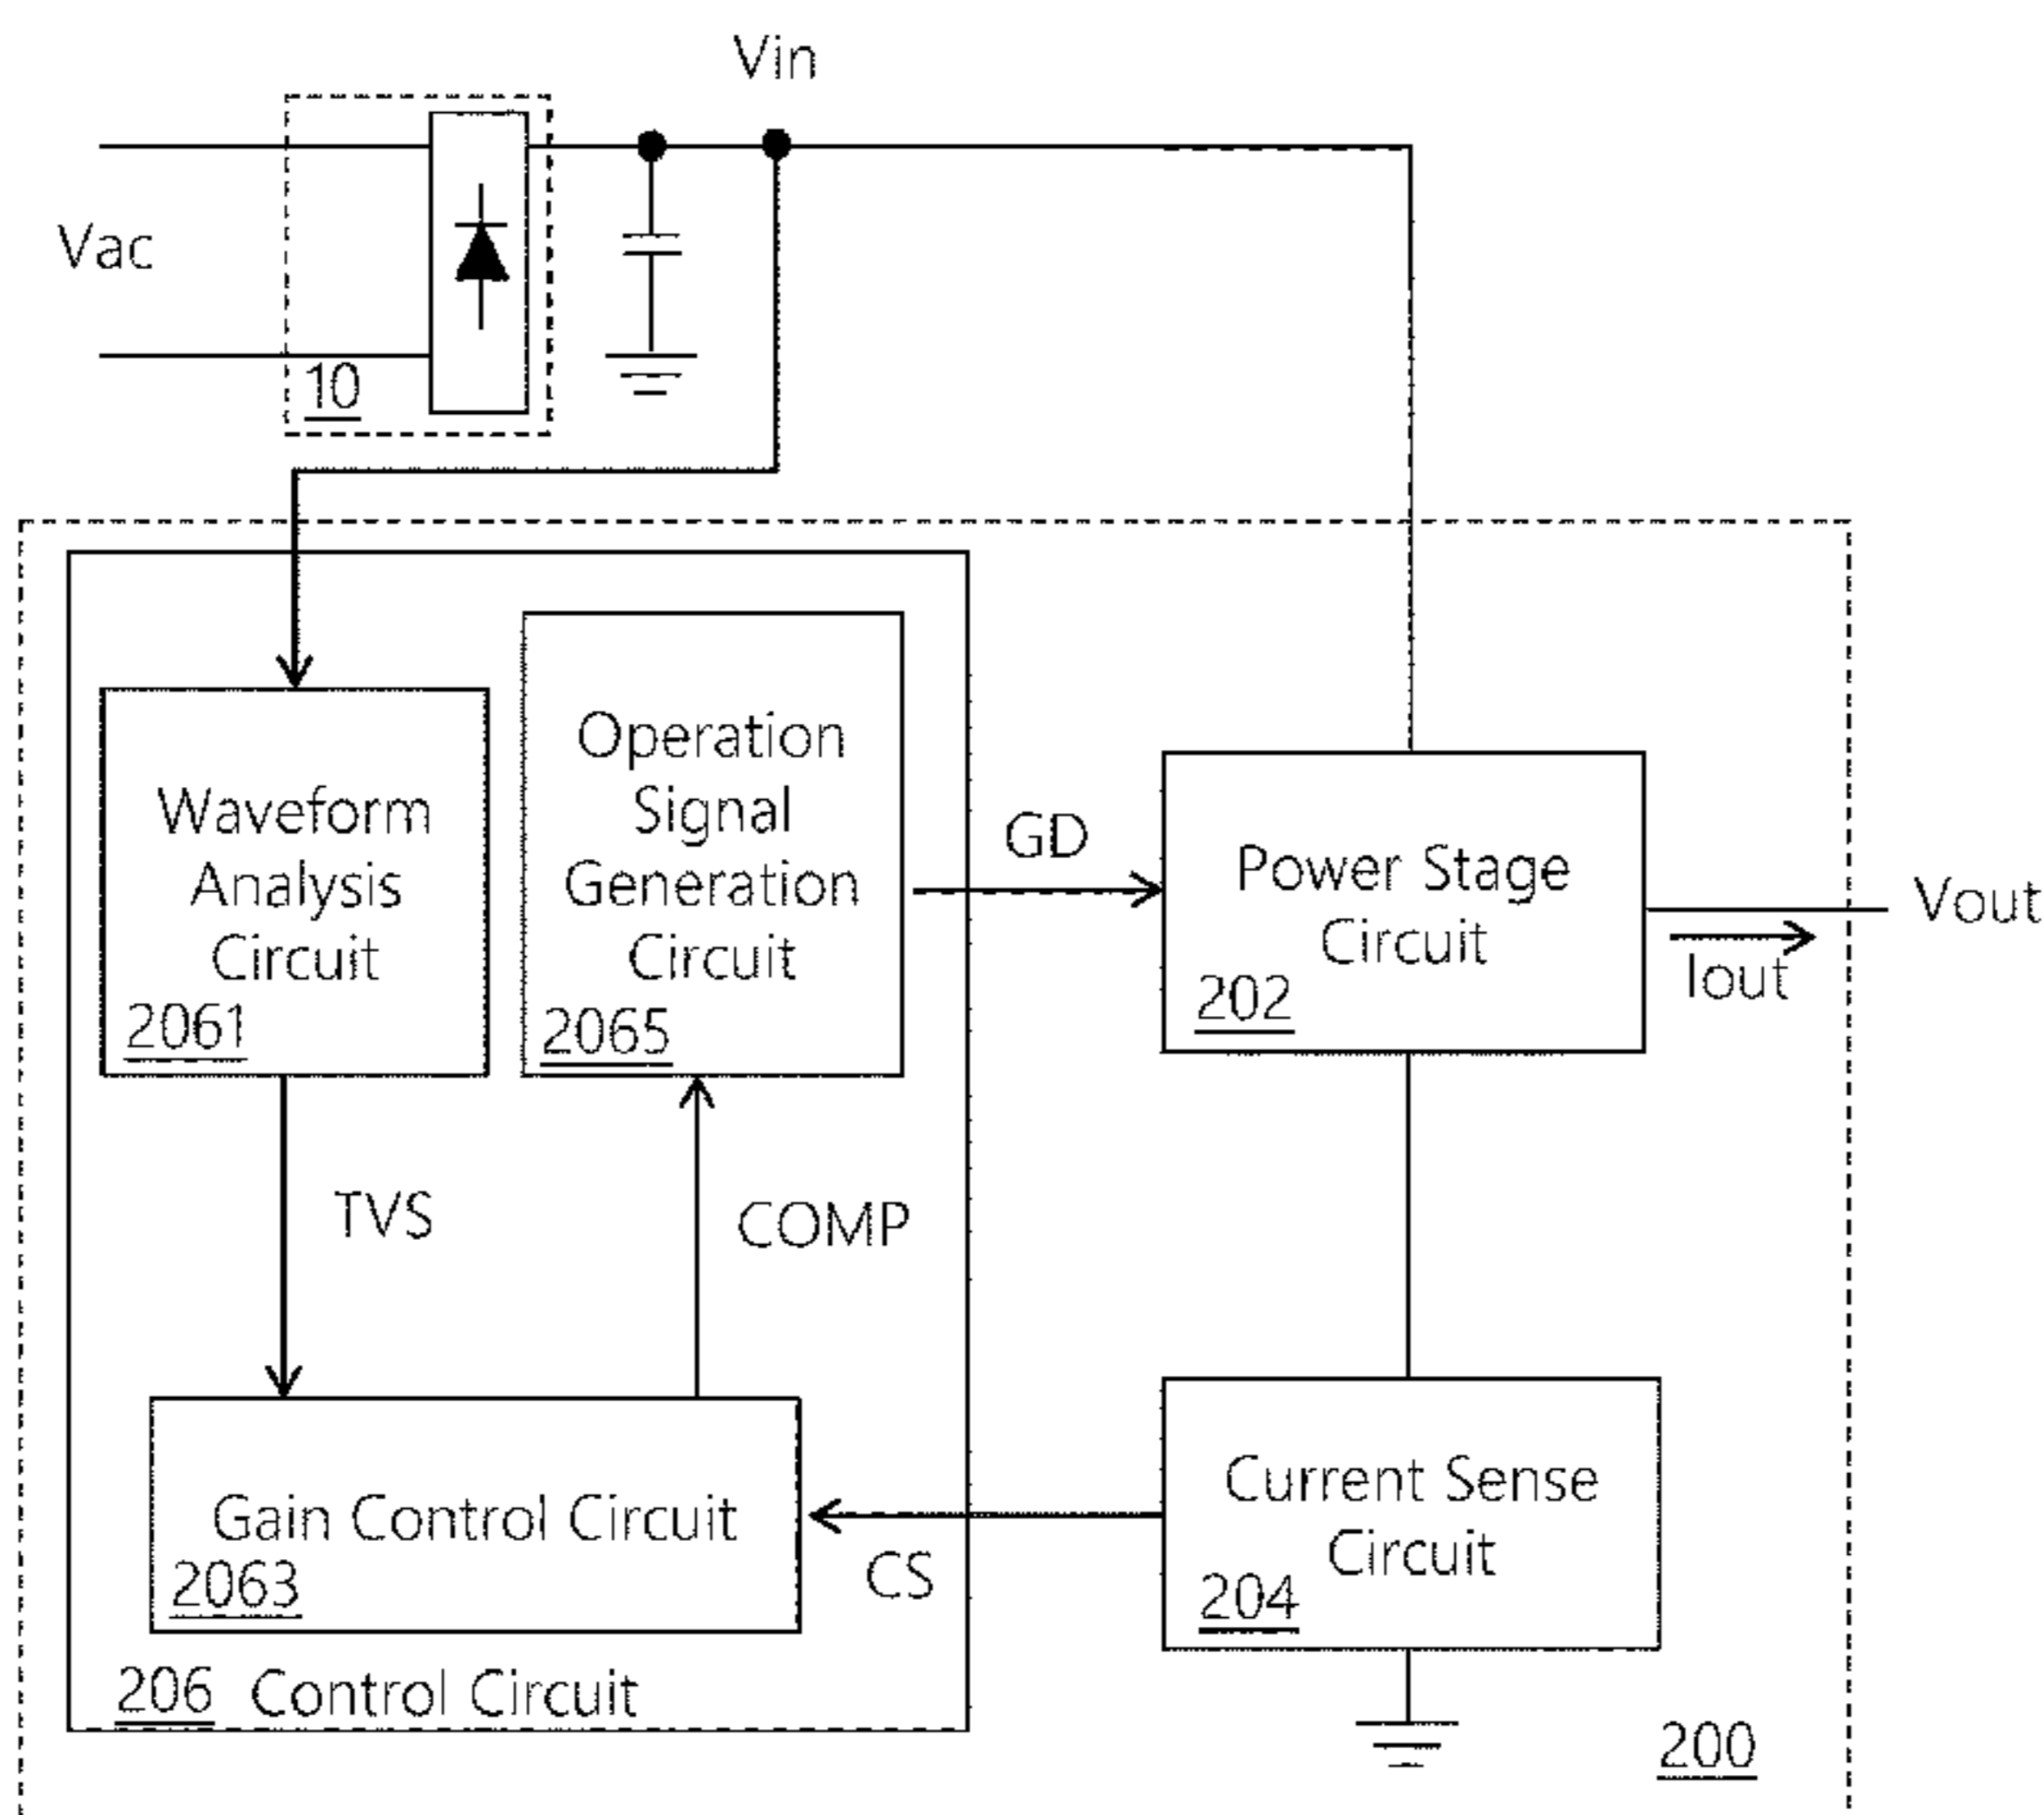 Vin
Vac
10
Waveform
Analysis
Circuit
2061
Operation
Signal
Generation
Circuit
2065
GD
Power Stage
Circuit
202
Vout
Iout
TVS
COMP
Gain Control Circuit
2063
CS
Current Sense
Circuit
204
206 Control Circuit
200